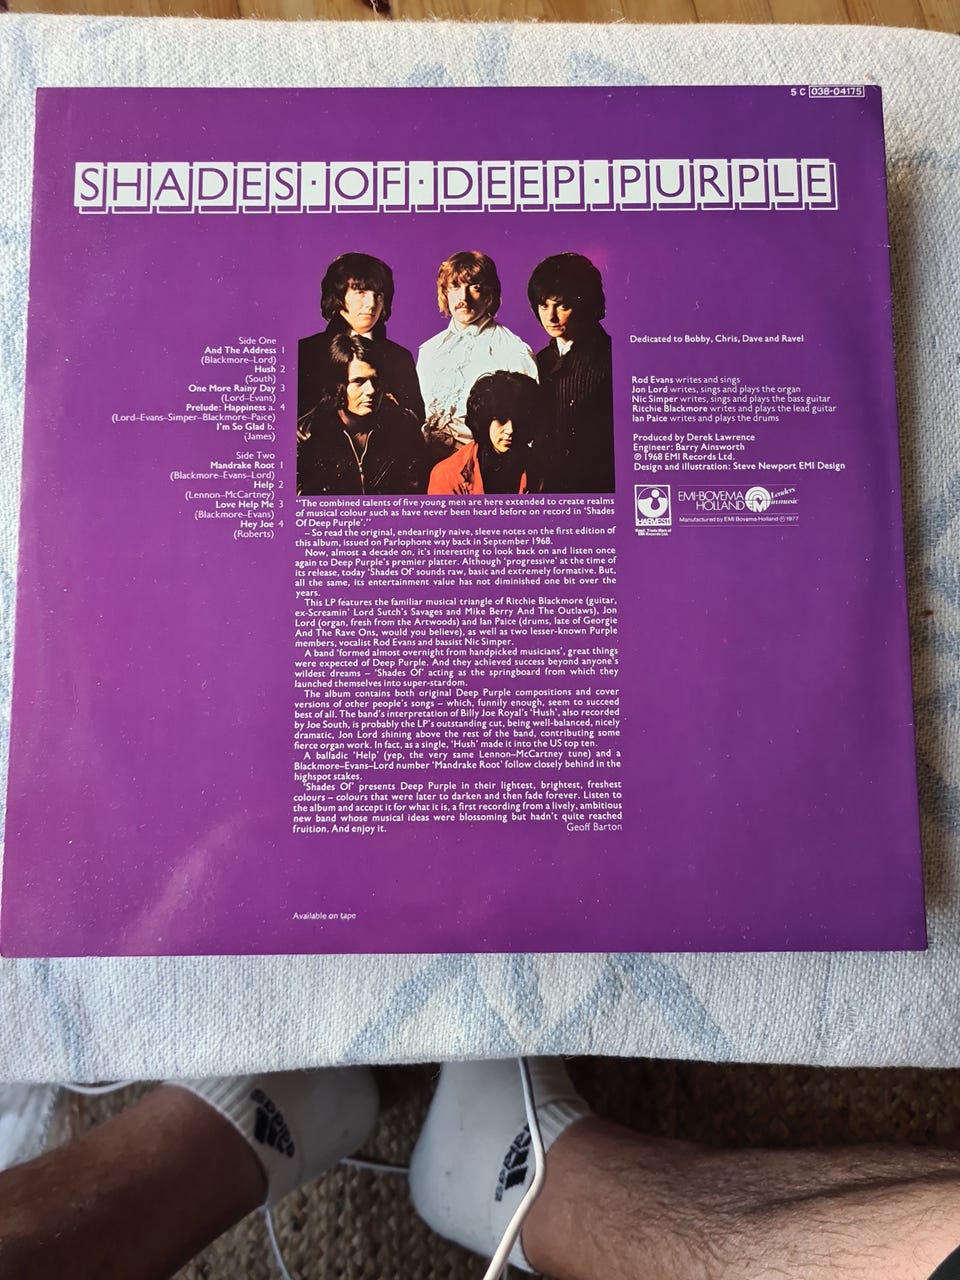 5 C 038-04175
SHADES·OF·DEEP·PURPLE
Side One
And The Address 1
(Blackmore–Lord)
Hush 2
(South)
One More Rainy Day 3
(Lord–Evans)
Prelude: Happiness a. 4
(Lord–Evans–Simper–Blackmore–Paice)
I'm So Glad b.
(James)
Side Two
Mandrake Root 1
(Blackmore–Evans–Lord)
Help 2
(Lennon–McCartney)
Love Help Me 3
(Blackmore–Evans)
Hey Joe 4
(Roberts)
"The combined talents of five young men are here extended to create realms
of musical colour such as have never been heard before on record in 'Shades
Of Deep Purple'."
– So read the original, endearingly naive, sleeve notes on the first edition of
this album, issued on Parlophone way back in September 1968.
Now, almost a decade on, it's interesting to look back on and listen once
again to Deep Purple's premier platter. Although 'progressive' at the time of
its release, today 'Shades Of' sounds raw, basic and extremely formative. But,
all the same, its entertainment value has not diminished one bit over the
years.
This LP features the familiar musical triangle of Ritchie Blackmore (guitar,
ex-Screamin' Lord Sutch's Savages and Mike Berry And The Outlaws), Jon
Lord (organ, fresh from the Artwoods) and Ian Paice (drums, late of Georgie
And The Rave Ons, would you believe), as well as two lesser-known Purple
members, vocalist Rod Evans and bassist Nic Simper.
A band 'formed almost overnight from handpicked musicians', great things
were expected of Deep Purple. And they achieved success beyond anyone's
wildest dreams – 'Shades Of' acting as the springboard from which they
launched themselves into super-stardom.
The album contains both original Deep Purple compositions and cover
versions of other people's songs – which, funnily enough, seem to succeed
best of all. The band's interpretation of Billy Joe Royal's 'Hush', also recorded
by Joe South, is probably the LP's outstanding cut, being well-balanced, nicely
dramatic, Jon Lord shining above the rest of the band, contributing some
fierce organ work. In fact, as a single, 'Hush' made it into the US top ten.
A balladic 'Help' (yep, the very same Lennon–McCartney tune) and a
Blackmore–Evans–Lord number 'Mandrake Root' follow closely behind in the
highspot stakes.
'Shades Of' presents Deep Purple in their lightest, brightest, freshest
colours – colours that were later to darken and then fade forever. Listen to
the album and accept it for what it is, a first recording from a lively, ambitious
new band whose musical ideas were blossoming but hadn't quite reached
fruition. And enjoy it. Geoff Barton
Available on tape
Dedicated to Bobby, Chris, Dave and Ravel
Rod Evans writes and sings
Jon Lord writes, sings and plays the organ
Nic Simper writes, sings and plays the bass guitar
Ritchie Blackmore writes and plays the lead guitar
Ian Paice writes and plays the drums
Produced by Derek Lawrence
Engineer: Barry Ainsworth
℗ 1968 EMI Records Ltd.
Design and illustration: Steve Newport EMI Design
HARVEST
Regd. Trade Mark of
EMI Records Ltd.
EMI-BOVEMA
HOLLAND
EMI
Leaders
in music
Manufactured by EMI Bovema-Holland ℗ 1977
adidas
adidas